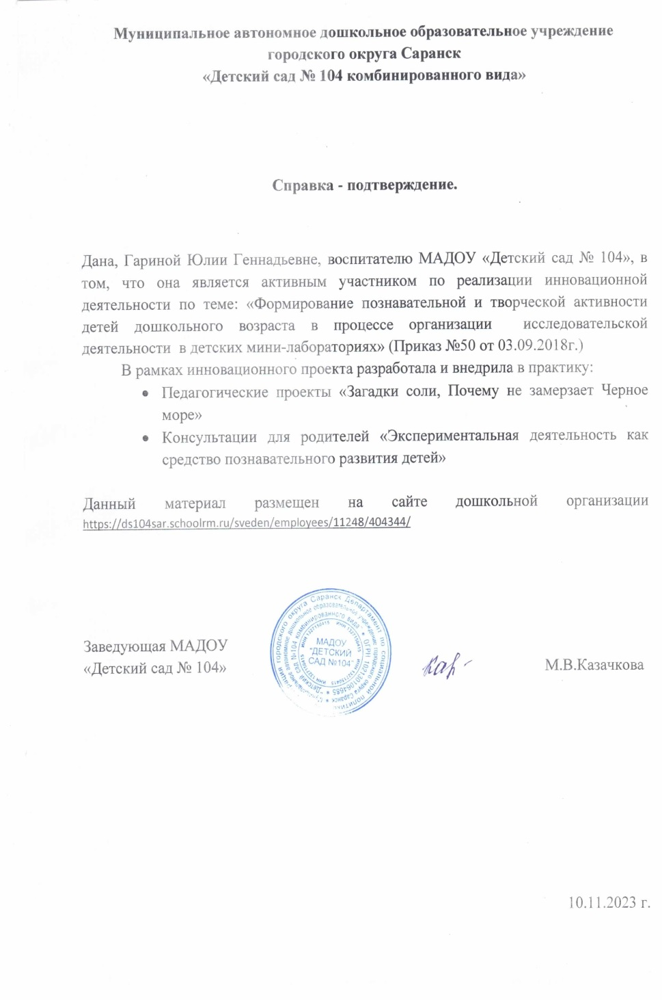 Муниципальное автономное дошкольное образовательное учреждение
городского округа Саранск
«Детский сад № 104 комбинированного вида»
Справка - подтверждение.
Дана, Гариной Юлии Геннадьевне, воспитателю МАДОУ «Детский сад № 104», в
том, что она является активным участником по реализации инновационной
деятельности по теме: «Формирование познавательной и творческой активности
детей дошкольного возраста в процессе организации исследовательской
деятельности в детских мини-лабораториях» (Приказ №50 от 03.09.2018г.)
В рамках инновационного проекта разработала и внедрила в практику:
• Педагогические проекты «Загадки соли, Почему не замерзает Черное
море»
• Консультации для родителей «Экспериментальная деятельность как
средство познавательного развития детей»
Данный материал размещен на сайте дошкольной организации
https://ds104sar.schoolrm.ru/sveden/employees/11248/404344/
Заведующая МАДОУ
«Детский сад № 104»
МАДОУ
"ДЕТСКИЙ
САД №104"
М.В.Казачкова
10.11.2023 г.